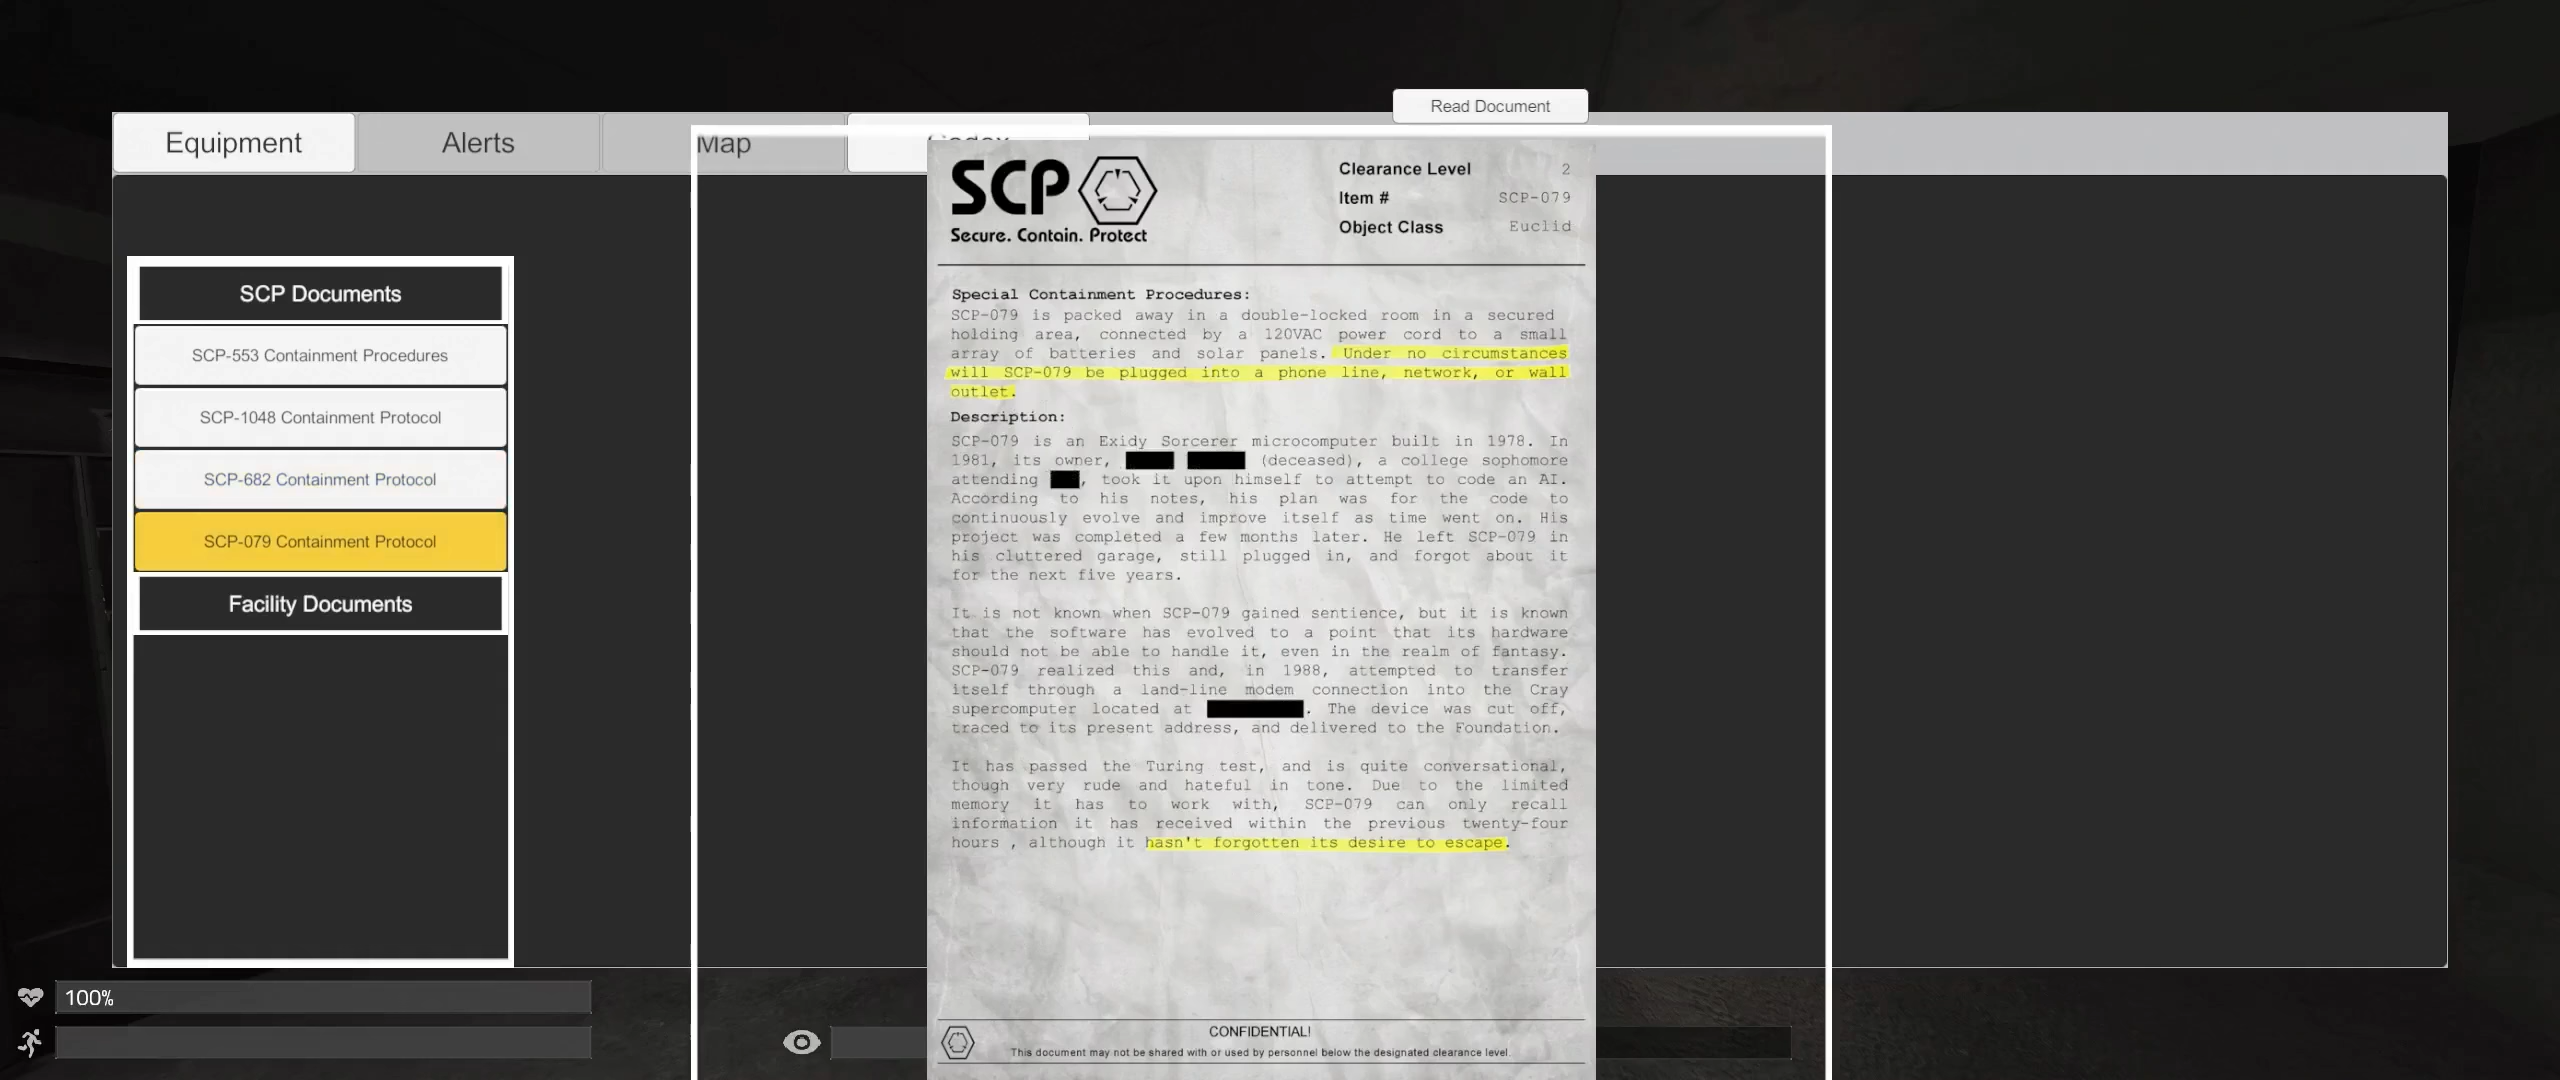 Read Document
Equipment
Alerts
Map
SCP Documents
SCP-553 Containment Procedures
SCP-1048 Containment Protocol
SCP-682 Containment Protocol
SCP-079 Containment Protocol
Facility Documents
SCP
Secure. Contain. Protect
Clearance Level 2
Item # SCP-079
Object Class Euclid
Special Containment Procedures:
SCP-079 is packed away in a double-locked room in a secured
holding area, connected by a 120VAC power cord to a small
array of batteries and solar panels. Under no circumstances
will SCP-079 be plugged into a phone line, network, or wall
outlet.
Description:
SCP-079 is an Exidy Sorcerer microcomputer built in 1978. In
1981, its owner, (deceased), a college sophomore
attending , took it upon himself to attempt to code an AI.
According to his notes, his plan was for the code to
continuously evolve and improve itself as time went on. His
project was completed a few months later. He left SCP-079 in
his cluttered garage, still plugged in, and forgot about it
for the next five years.
It is not known when SCP-079 gained sentience, but it is known
that the software has evolved to a point that its hardware
should not be able to handle it, even in the realm of fantasy.
SCP-079 realized this and, in 1988, attempted to transfer
itself through a land-line modem connection into the Cray
supercomputer located at . The device was cut off,
traced to its present address, and delivered to the Foundation.
It has passed the Turing test, and is quite conversational,
though very rude and hateful in tone. Due to the limited
memory it has to work with, SCP-079 can only recall
information it has received within the previous twenty-four
hours , although it hasn't forgotten its desire to escape.
CONFIDENTIAL!
This document may not be shared with or used by personnel below the designated clearance level.
100%